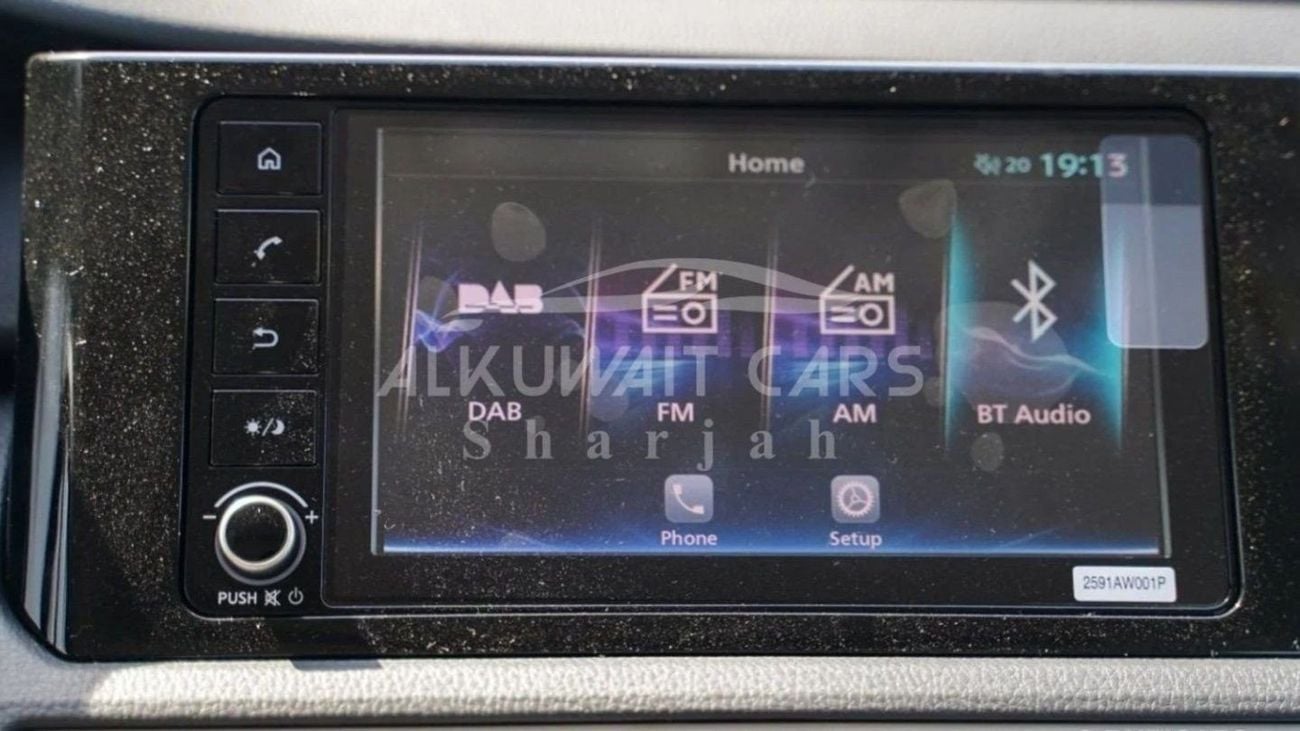 Home
20 19:13
DAB
FM
AM
ALKUWAIT CARS
DAB
FM
AM
BT Audio
Sharjah
Phone
Setup
- +
PUSH
2591AW001P